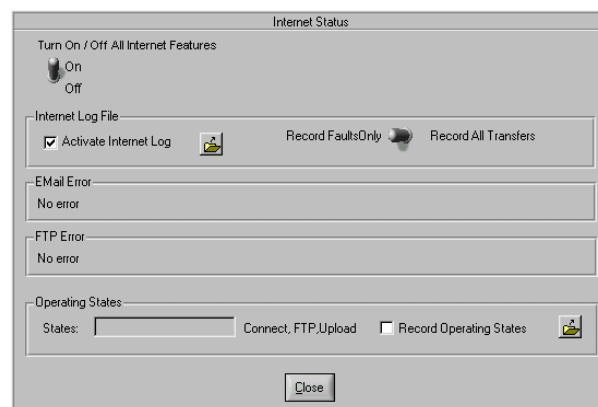 Internet Status
Turn On / Off All Internet Features
On
Off
Internet Log File
Activate Internet Log Record FaultsOnly Record All Transfers
EMail Error
No error
FTP Error
No error
Operating States
States: Connect, FTP,Upload Record Operating States
Close